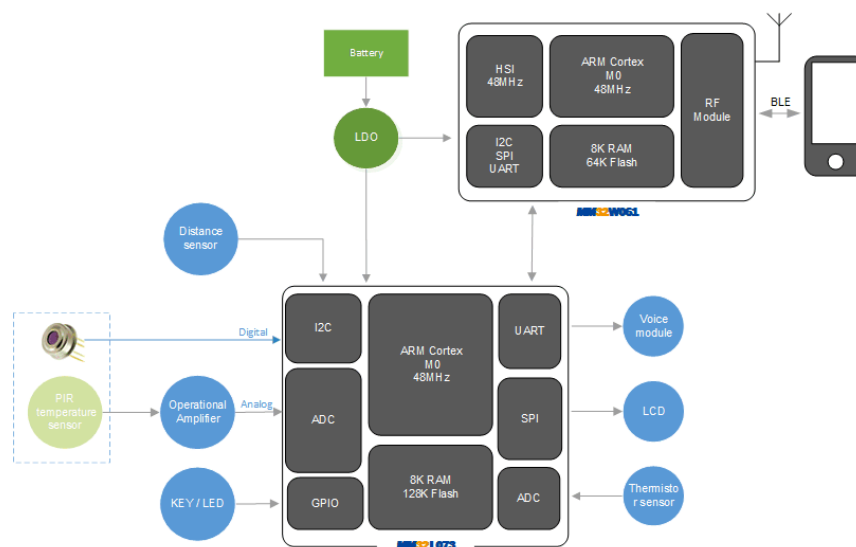 Battery
LDO
HSI
48MHz
ARM Cortex
M0
48MHz
RF
Module
I2C
SPI
UART
8K RAM
64K Flash
BLE
MM32W061
Distance
sensor
I2C
ARM Cortex
M0
48MHz
UART
Voice
module
Digital
PIR
temperature
sensor
Operational
Amplifier
Analog
ADC
SPI
LCD
KEY / LED
GPIO
8K RAM
128K Flash
ADC
Thermisto
r sensor
MM32L073